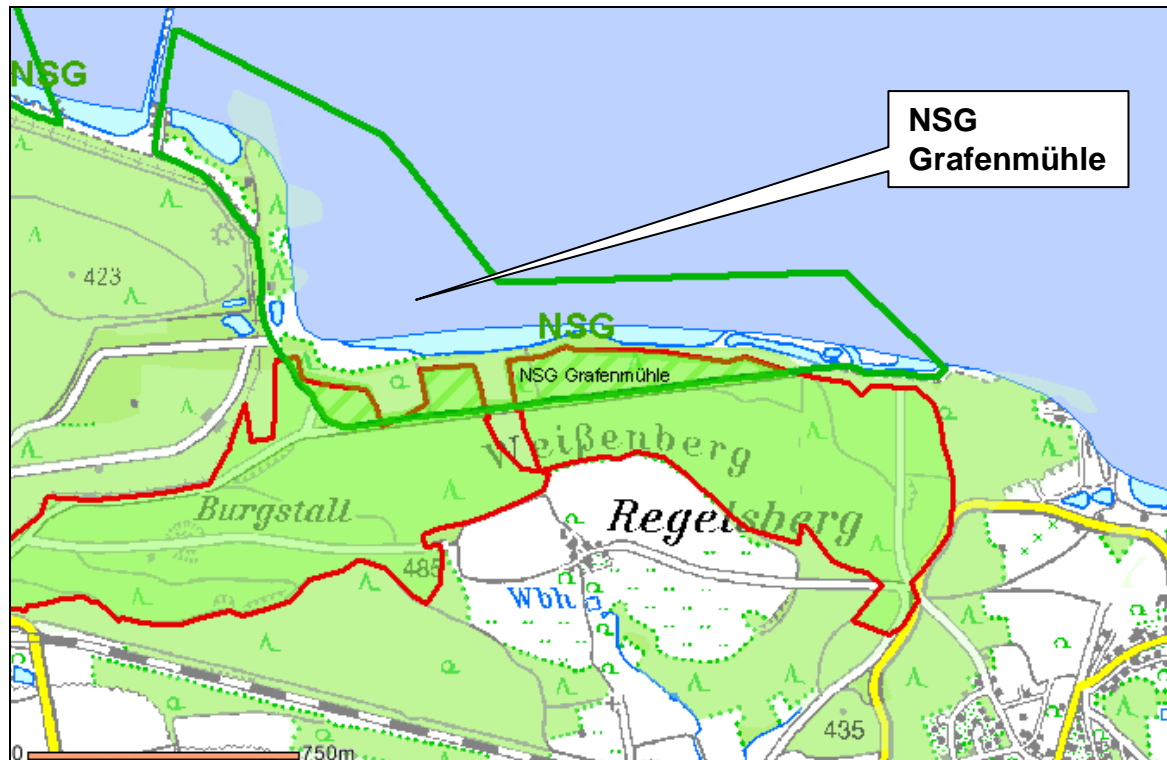 NSG
NSG
Grafenmühle
423
NSG
NSG Grafenmühle
Weißenberg
Burgstall
Regelsberg
485
Wbh
435
0 750m